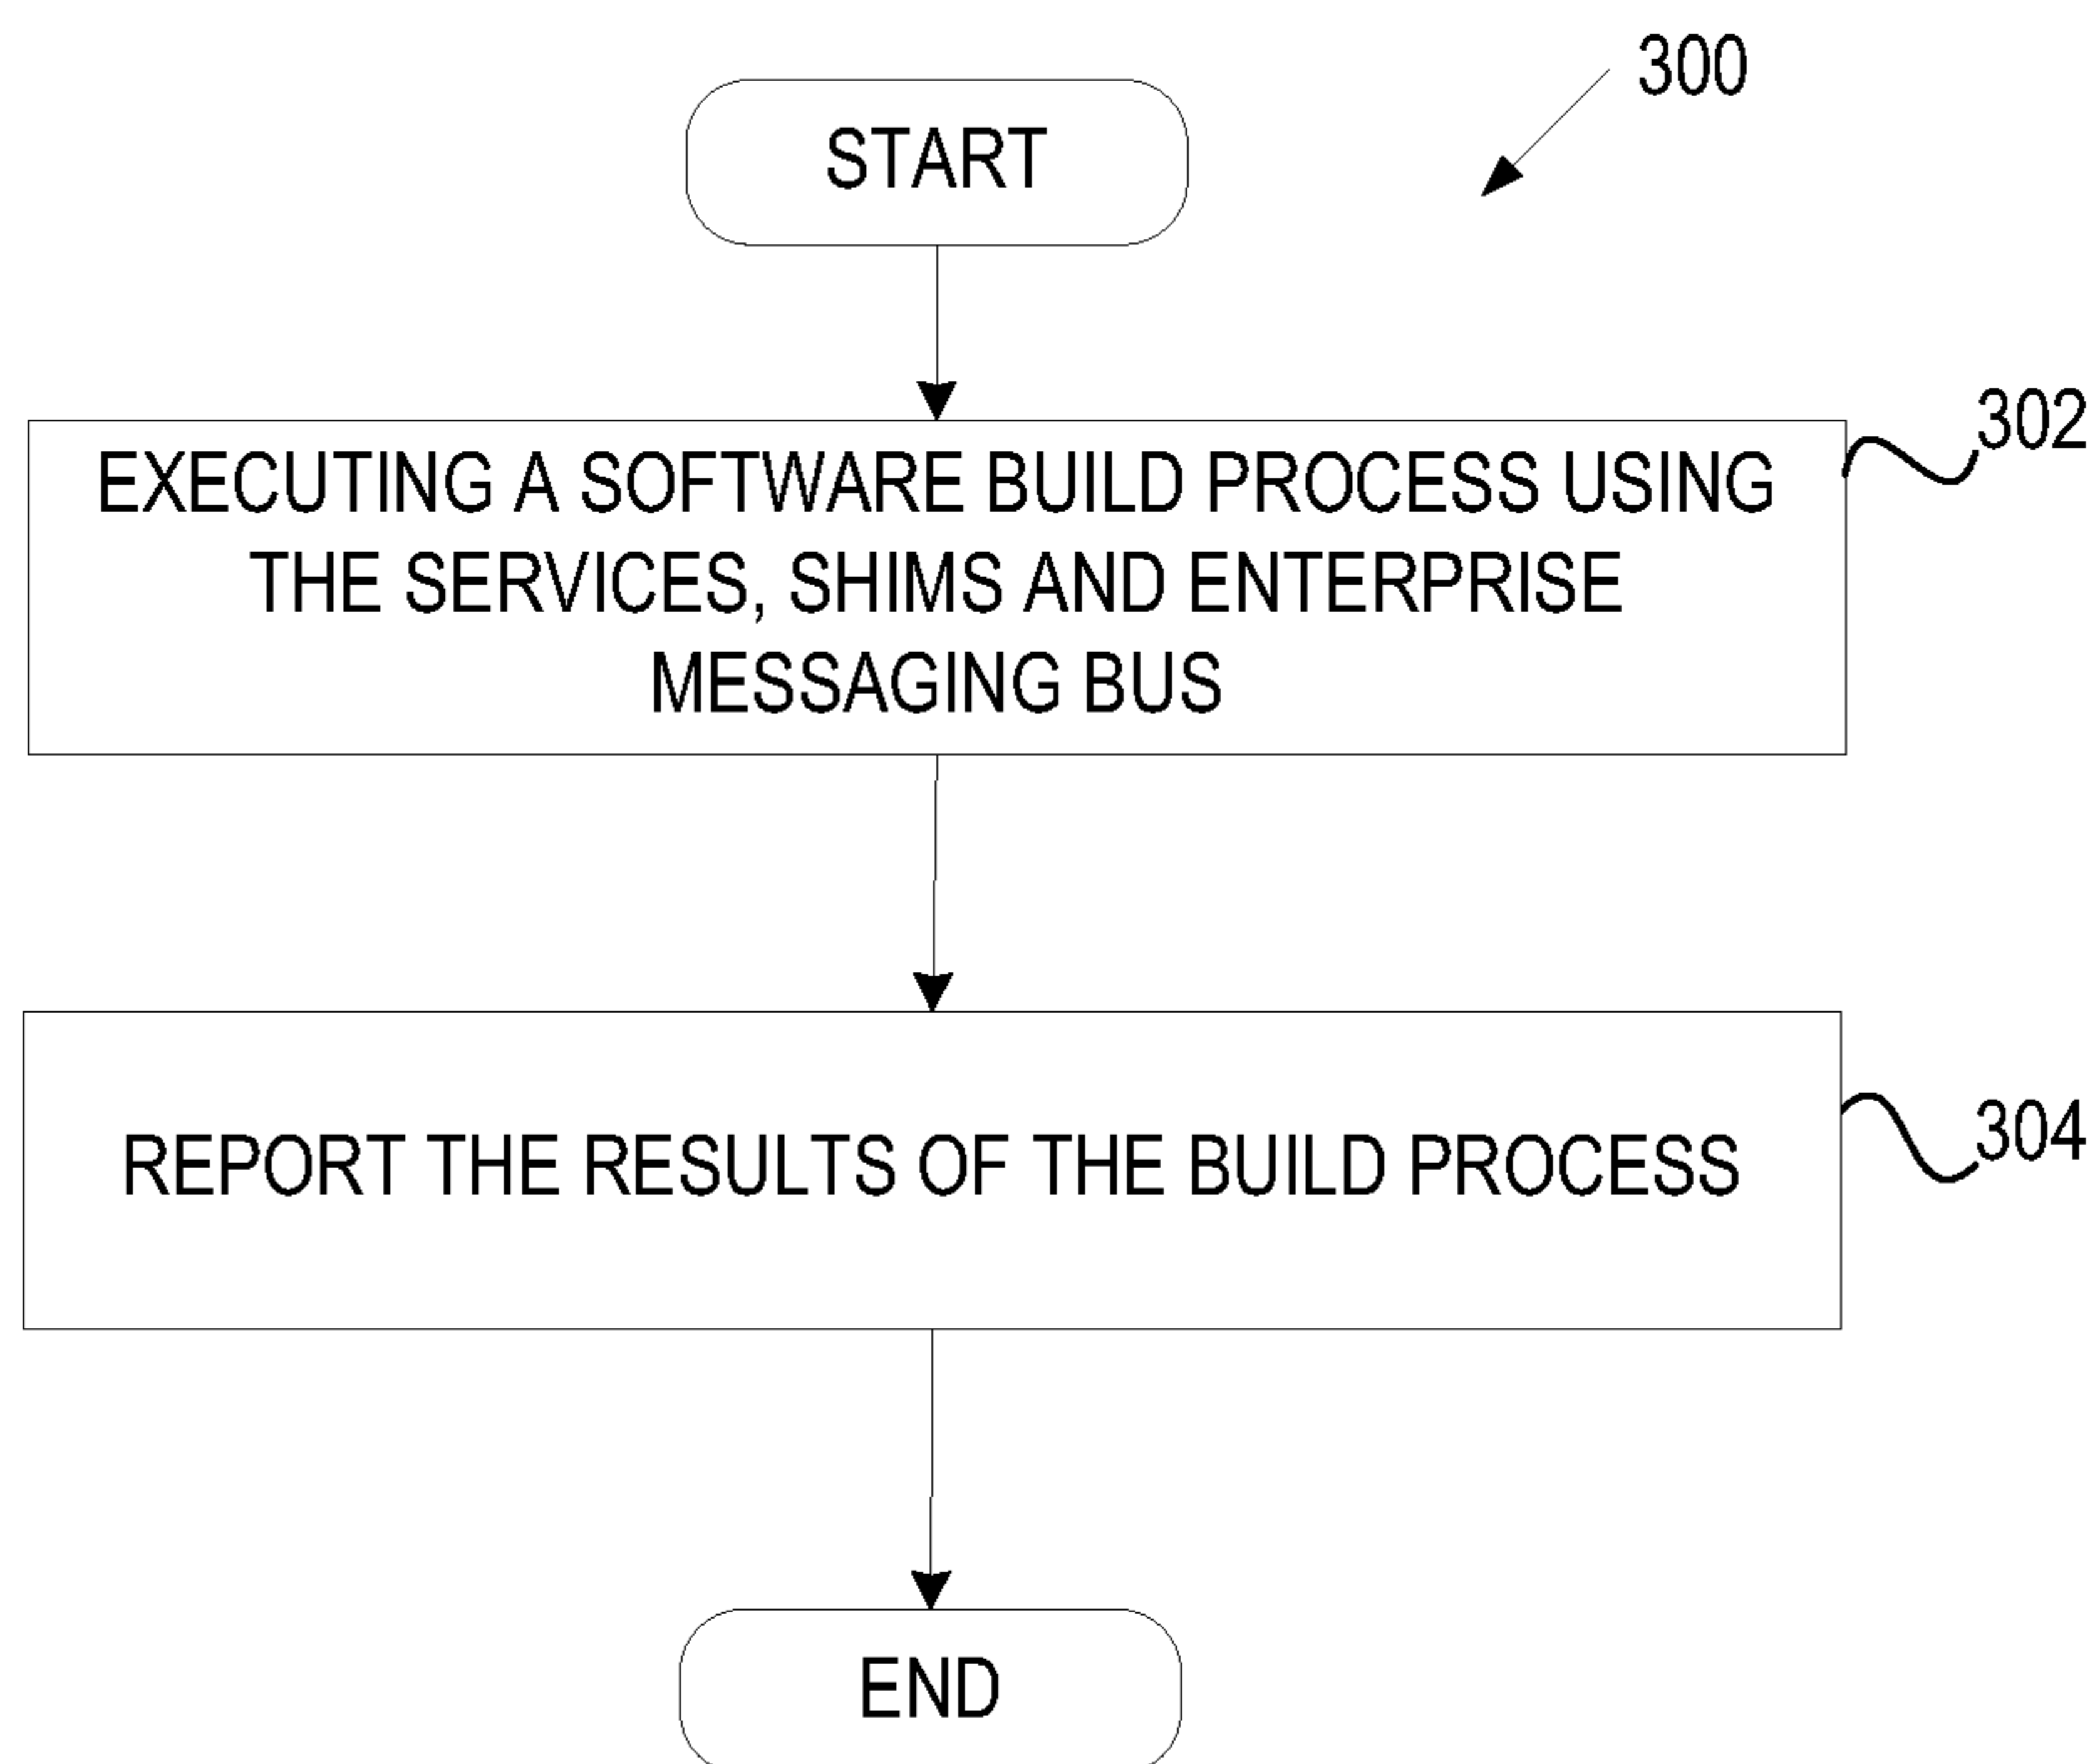 300
START
302
EXECUTING A SOFTWARE BUILD PROCESS USING
THE SERVICES, SHIMS AND ENTERPRISE
MESSAGING BUS
304
REPORT THE RESULTS OF THE BUILD PROCESS
END